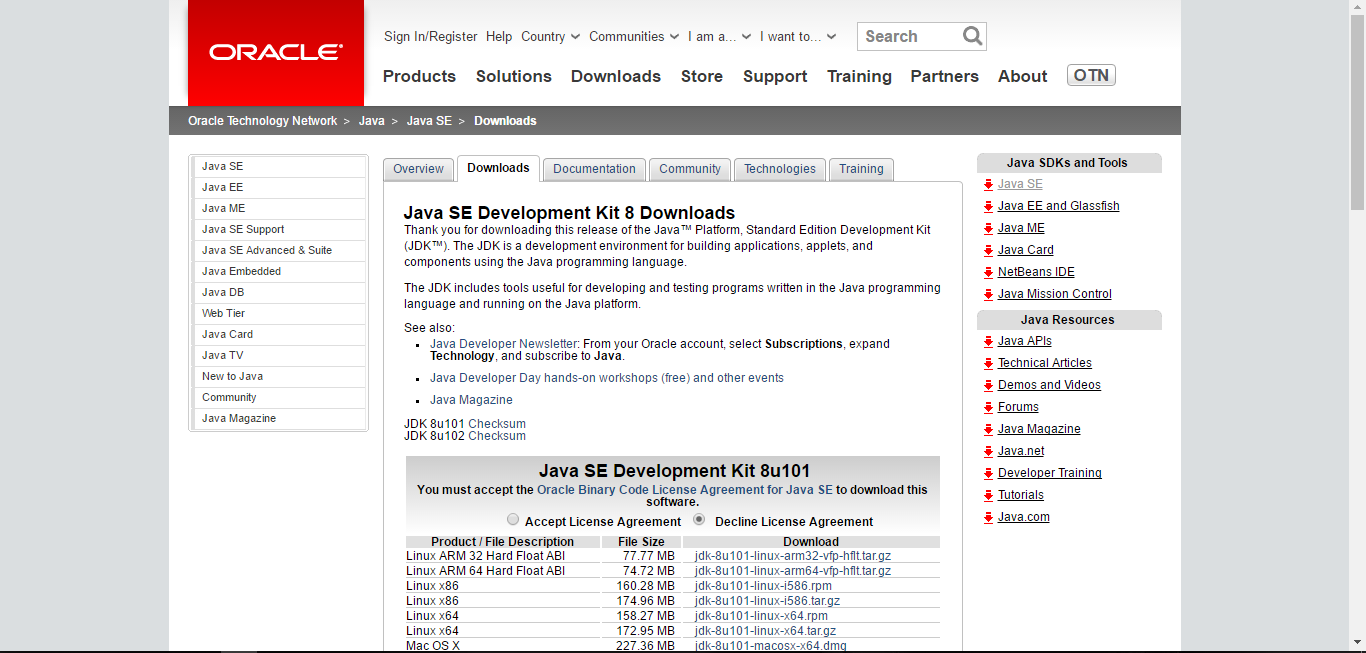 ORACLE
Sign In/Register Help Country Communities I am a... I want to... Search
Products Solutions Downloads Store Support Training Partners About OTN
Oracle Technology Network > Java > Java SE > Downloads
Java SE
Java EE
Java ME
Java SE Support
Java SE Advanced & Suite
Java Embedded
Java DB
Web Tier
Java Card
Java TV
New to Java
Community
Java Magazine
Overview Downloads Documentation Community Technologies Training
Java SE Development Kit 8 Downloads
Thank you for downloading this release of the Java™ Platform, Standard Edition Development Kit
(JDK™). The JDK is a development environment for building applications, applets, and
components using the Java programming language.
The JDK includes tools useful for developing and testing programs written in the Java programming
language and running on the Java platform.
See also:
Java Developer Newsletter: From your Oracle account, select Subscriptions, expand
Technology, and subscribe to Java.
Java Developer Day hands-on workshops (free) and other events
Java Magazine
JDK 8u101 Checksum
JDK 8u102 Checksum
Java SE Development Kit 8u101
You must accept the Oracle Binary Code License Agreement for Java SE to download this
software.
Accept License Agreement Decline License Agreement
Product / File Description File Size Download
Linux ARM 32 Hard Float ABI 77.77 MB jdk-8u101-linux-arm32-vfp-hflt.tar.gz
Linux ARM 64 Hard Float ABI 74.72 MB jdk-8u101-linux-arm64-vfp-hflt.tar.gz
Linux x86 160.28 MB jdk-8u101-linux-i586.rpm
Linux x86 174.96 MB jdk-8u101-linux-i586.tar.gz
Linux x64 158.27 MB jdk-8u101-linux-x64.rpm
Linux x64 172.95 MB jdk-8u101-linux-x64.tar.gz
Mac OS X 227.36 MB jdk-8u101-macosx-x64.dmg
Java SDKs and Tools
Java SE
Java EE and Glassfish
Java ME
Java Card
NetBeans IDE
Java Mission Control
Java Resources
Java APIs
Technical Articles
Demos and Videos
Forums
Java Magazine
Java.net
Developer Training
Tutorials
Java.com